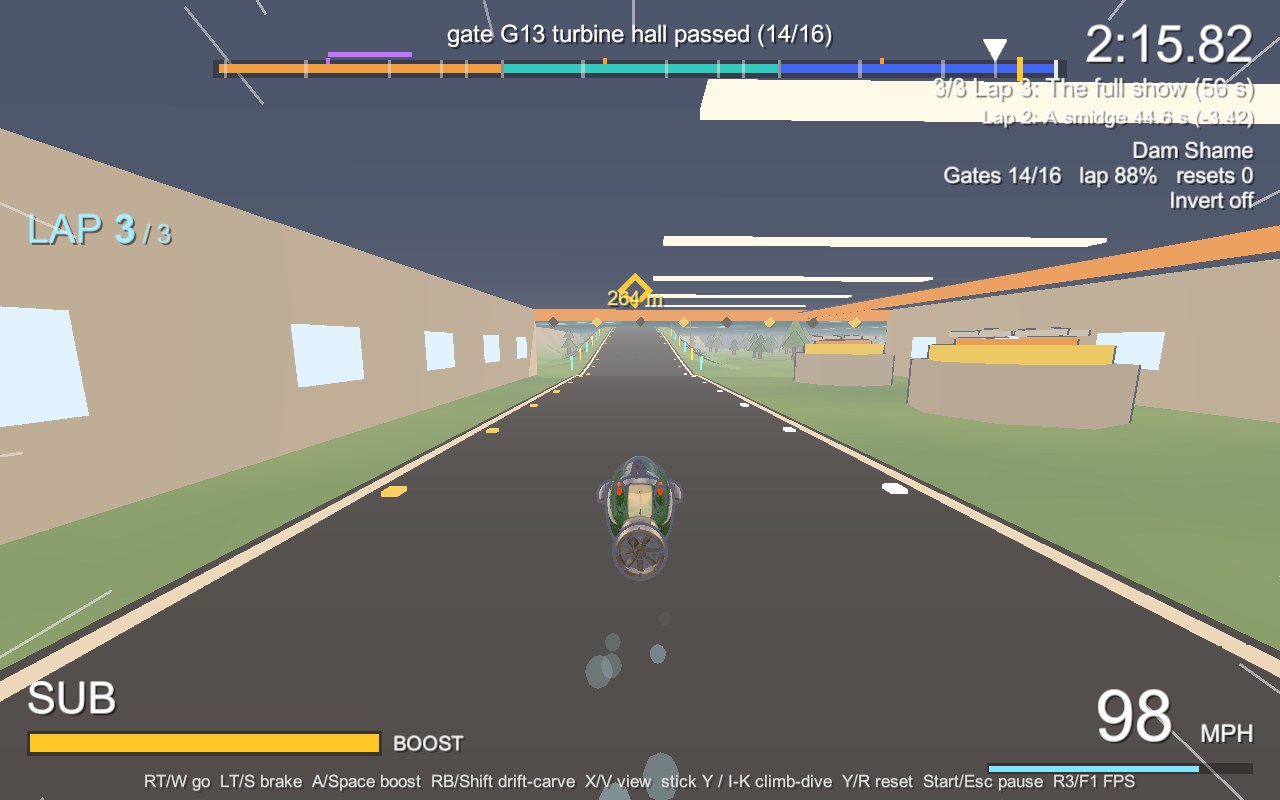 gate G13 turbine hall passed (14/16)
2:15.82
3/3 Lap 3: The full show (56 s)
Lap 2: A smidge 44.6 s (-3.42)
Dam Shame
Gates 14/16 lap 88% resets 0
Invert off
LAP 3 / 3
264 m
SUB
BOOST
98 MPH
RT/W go LT/S brake A/Space boost RB/Shift drift-carve X/V view stick Y / I-K climb-dive Y/R reset Start/Esc pause R3/F1 FPS